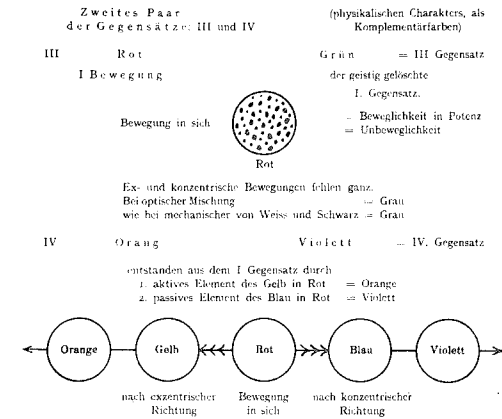 Zweites Paar
der Gegensätze: III und IV
(physikalischen Charakters, als
Komplementärfarben)
III Rot Grün = III Gegensatz
I Bewegung der geistig gelöschte
I. Gegensatz.
Bewegung in sich
= Beweglichkeit in Potenz
= Unbeweglichkeit
Rot
Ex- und konzentrische Bewegungen fehlen ganz.
Bei optischer Mischung = Grau
wie bei mechanischer von Weiss und Schwarz = Grau
IV Orang Violett = IV. Gegensatz
entstanden aus dem I Gegensatz durch
1. aktives Element des Gelb in Rot = Orange
2. passives Element des Blau in Rot = Violett
Orange Gelb Rot Blau Violett
nach exzentrischer Bewegung nach konzentrischer
Richtung in sich Richtung